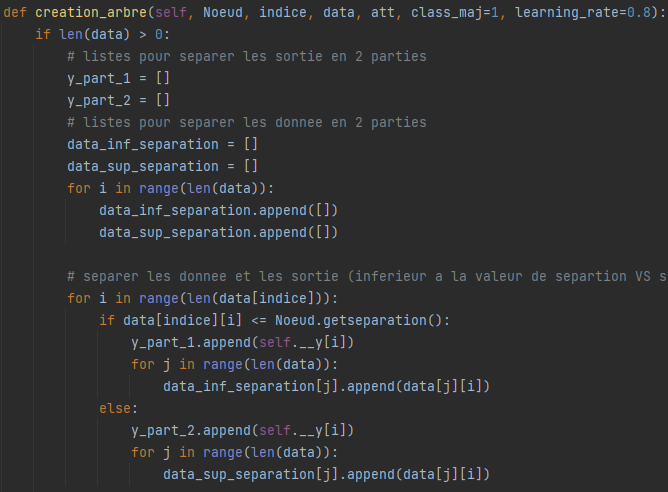 def creation_arbre(self, Noeud, indice, data, att, class_maj=1, learning_rate=0.8):
if len(data) > 0:
# listes pour separer les sortie en 2 parties
y_part_1 = []
y_part_2 = []
# listes pour separer les donnee en 2 parties
data_inf_separation = []
data_sup_separation = []
for i in range(len(data)):
data_inf_separation.append([])
data_sup_separation.append([])
# separer les donnee et les sortie (inferieur a la valeur de separtion VS s
for i in range(len(data[indice])):
if data[indice][i] <= Noeud.getseparation():
y_part_1.append(self.__y[i])
for j in range(len(data)):
data_inf_separation[j].append(data[j][i])
else:
y_part_2.append(self.__y[i])
for j in range(len(data)):
data_sup_separation[j].append(data[j][i])